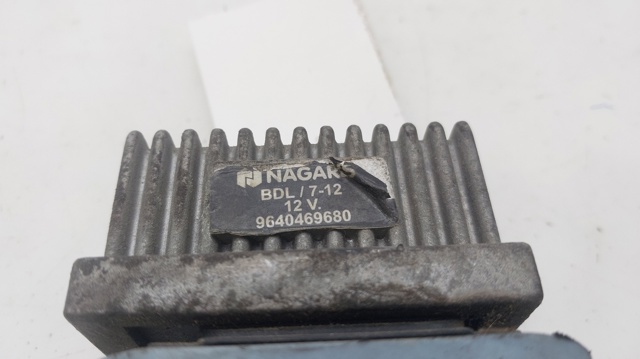 NAGARES
BDL / 7-12
12 V.
9640469680